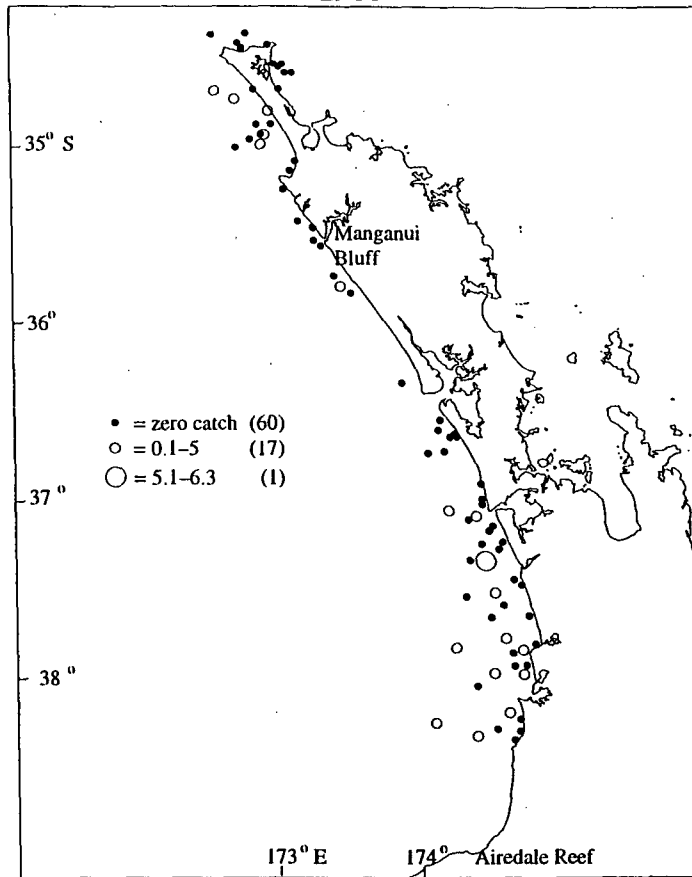 35° S
Manganui
Bluff
36°
• = zero catch (60)
○ = 0.1–5 (17)
○ = 5.1–6.3 (1)
37°
38°
173° E 174° Airedale Reef